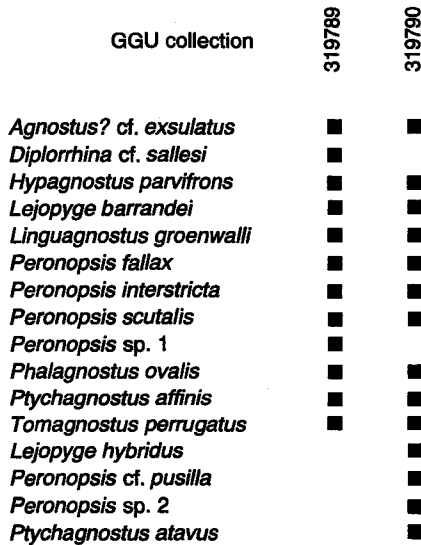 GGU collection 319789 319790
Agnostus? cf. exsulatus
Diplorrhina cf. sallesi
Hypagnostus parvifrons
Lejopyge barrandei
Linguagnostus groenwalli
Peronopsis fallax
Peronopsis interstricta
Peronopsis scutalis
Peronopsis sp. 1
Phalagnostus ovalis
Ptychagnostus affinis
Tomagnostus perrugatus
Lejopyge hybridus
Peronopsis cf. pusilla
Peronopsis sp. 2
Ptychagnostus atavus